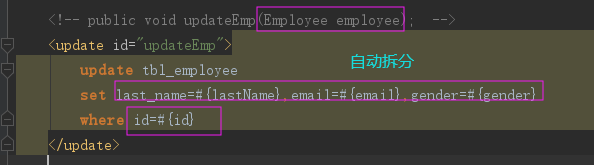 <!-- public void updateEmp(Employee employee);  -->
<update id="updateEmp">
自动拆分
update tbl_employee
set last_name=#{lastName},email=#{email},gender=#{gender}
where id=#{id}
</update>